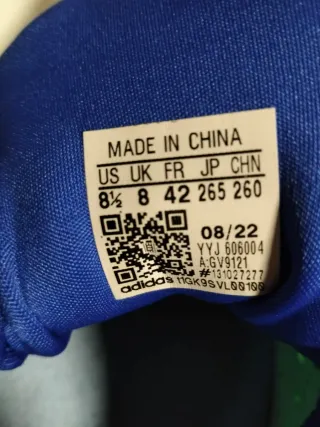 MADE IN CHINA
US UK FR JP CHN
8½ 8 42 265 260
08/22
YYJ 606004
A:GV9121
#131027277
adidas 11GK9SVL00100